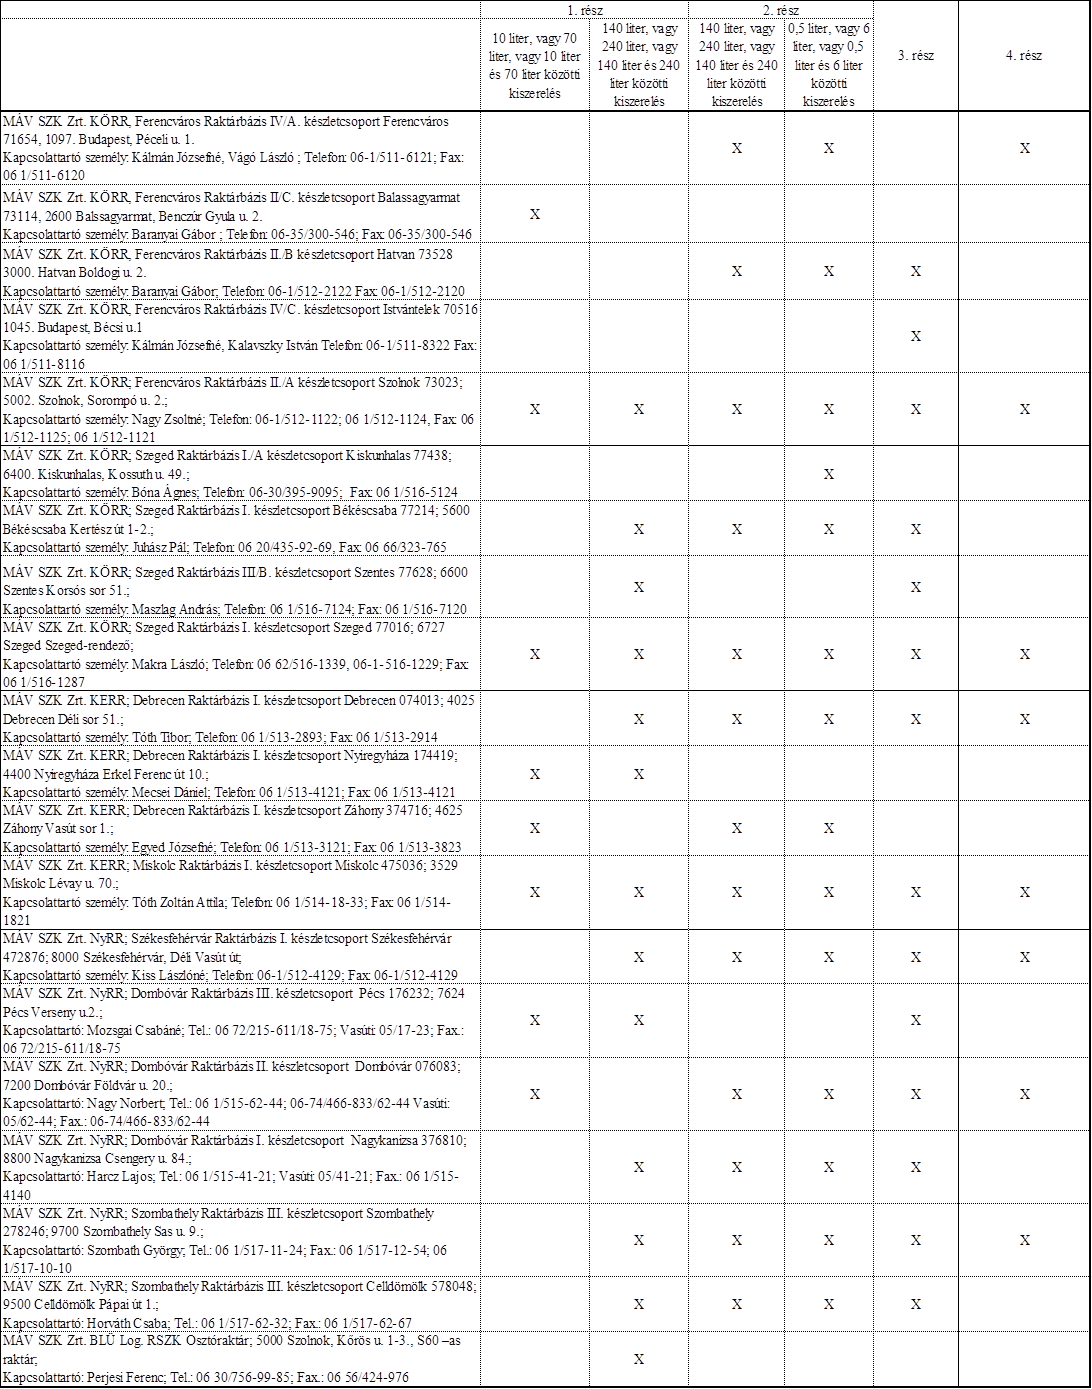 1. rész 2. rész
10 liter, vagy 70 liter, vagy 10 liter és 70 liter közötti kiszerelés
140 liter, vagy 240 liter, vagy 140 liter és 240 liter közötti kiszerelés
140 liter, vagy 240 liter, vagy 140 liter és 240 liter közötti kiszerelés
0,5 liter, vagy 6 liter, vagy 0,5 liter és 6 liter közötti kiszerelés
3. rész
4. rész
MÁV SZK Zrt. KÖRR, Ferencváros Raktárbázis IV/A. készletcsoport Ferencváros
71654, 1097. Budapest, Péceli u. 1.
Kapcsolattartó személy: Kálmán Józsefné, Vágó László ; Telefon: 06-1/511-6121; Fax:
06 1/511-6120
X X X
MÁV SZK Zrt. KÖRR, Ferencváros Raktárbázis II/C. készletcsoport Balassagyarmat
73114, 2600 Balssagyarmat, Benczúr Gyula u. 2.
Kapcsolattartó személy: Baranyai Gábor ; Telefon: 06-35/300-546; Fax: 06-35/300-546
X
MÁV SZK Zrt. KÖRR, Ferencváros Raktárbázis II./B készletcsoport Hatvan 73528
3000. Hatvan Boldogi u. 2.
Kapcsolattartó személy: Baranyai Gábor; Telefon: 06-1/512-2122 Fax: 06-1/512-2120
X X X
MÁV SZK Zrt. KÖRR, Ferencváros Raktárbázis IV/C. készletcsoport Istvántelek 70516
1045. Budapest, Bécsi u.1
Kapcsolattartó személy: Kálmán Józsefné, Kalavszky István Telefon: 06-1/511-8322 Fax:
06 1/511-8116
X
MÁV SZK Zrt. KÖRR; Ferencváros Raktárbázis II./A készletcsoport Szolnok 73023;
5002. Szolnok, Sorompó u. 2.;
Kapcsolattartó személy: Nagy Zsoltné; Telefon: 06-1/512-1122; 06 1/512-1124, Fax: 06
1/512-1125; 06 1/512-1121
X X X X X X
MÁV SZK Zrt. KÖRR; Szeged Raktárbázis I./A készletcsoport Kiskunhalas 77438;
6400. Kiskunhalas, Kossuth u. 49.;
Kapcsolattartó személy: Bóna Ágnes; Telefon: 06-30/395-9095; Fax: 06 1/516-5124
X
MÁV SZK Zrt. KÖRR; Szeged Raktárbázis I. készletcsoport Békéscsaba 77214; 5600
Békéscsaba Kertész út 1-2.;
Kapcsolattartó személy: Juhász Pál; Telefon: 06 20/435-92-69, Fax: 06 66/323-765
X X X X
MÁV SZK Zrt. KÖRR; Szeged Raktárbázis III/B. készletcsoport Szentes 77628; 6600
Szentes Korsós sor 51.;
Kapcsolattartó személy: Maszlag András; Telefon: 06 1/516-7124; Fax: 06 1/516-7120
X X
MÁV SZK Zrt. KÖRR; Szeged Raktárbázis I. készletcsoport Szeged 77016; 6727
Szeged Szeged-rendező;
Kapcsolattartó személy: Makra László; Telefon: 06 62/516-1339, 06-1-516-1229; Fax:
06 1/516-1287
X X X X X X
MÁV SZK Zrt. KERR; Debrecen Raktárbázis I. készletcsoport Debrecen 074013; 4025
Debrecen Déli sor 51.;
Kapcsolattartó személy: Tóth Tibor; Telefon: 06 1/513-2893; Fax: 06 1/513-2914
X X X X X
MÁV SZK Zrt. KERR; Debrecen Raktárbázis I. készletcsoport Nyíregyháza 174419;
4400 Nyíregyháza Erkel Ferenc út 10.;
Kapcsolattartó személy: Mecsei Dániel; Telefon: 06 1/513-4121; Fax: 06 1/513-4121
X X
MÁV SZK Zrt. KERR; Debrecen Raktárbázis I. készletcsoport Záhony 374716; 4625
Záhony Vasút sor 1.;
Kapcsolattartó személy: Egyed Józsefné; Telefon: 06 1/513-3121; Fax: 06 1/513-3823
X X X
MÁV SZK Zrt. KERR; Miskolc Raktárbázis I. készletcsoport Miskolc 475036; 3529
Miskolc Lévay u. 70.;
Kapcsolattartó személy: Tóth Zoltán Attila; Telefon: 06 1/514-18-33; Fax: 06 1/514-
1821
X X X X X X
MÁV SZK Zrt. NyRR; Székesfehérvár Raktárbázis I. készletcsoport Székesfehérvár
472876; 8000 Székesfehérvár, Déli Vasút út;
Kapcsolattartó személy: Kiss Lászlóné; Telefon: 06-1/512-4129; Fax: 06-1/512-4129
X X X X X
MÁV SZK Zrt. NyRR; Dombóvár Raktárbázis III. készletcsoport Pécs 176232; 7624
Pécs Verseny u.2.;
Kapcsolattartó: Mozsgai Csabáné; Tel.: 06 72/215-611/18-75; Vasúti: 05/17-23; Fax.:
06 72/215-611/18-75
X X X
MÁV SZK Zrt. NyRR; Dombóvár Raktárbázis II. készletcsoport Dombóvár 076083;
7200 Dombóvár Földvár u. 20.;
Kapcsolattartó: Nagy Norbert; Tel.: 06 1/515-62-44; 06-74/466-833/62-44 Vasúti:
05/62-44; Fax.: 06-74/466-833/62-44
X X X X X
MÁV SZK Zrt. NyRR; Dombóvár Raktárbázis I. készletcsoport Nagykanizsa 376810;
8800 Nagykanizsa Csengery u. 84.;
Kapcsolattartó: Harcz Lajos; Tel.: 06 1/515-41-21; Vasúti: 05/41-21; Fax.: 06 1/515-
4140
X X X X
MÁV SZK Zrt. NyRR; Szombathely Raktárbázis III. készletcsoport Szombathely
278246; 9700 Szombathely Sas u. 9.;
Kapcsolattartó: Szombath György; Tel.: 06 1/517-11-24; Fax.: 06 1/517-12-54; 06
1/517-10-10
X X X X X
MÁV SZK Zrt. NyRR; Szombathely Raktárbázis III. készletcsoport Celldömölk 578048;
9500 Celldömölk Pápai út 1.;
Kapcsolattartó: Horváth Csaba; Tel.: 06 1/517-62-32; Fax.: 06 1/517-62-67
X X X X
MÁV SZK Zrt. BLÜ Log. RSZK Osztóraktár; 5000 Szolnok, Kőrös u. 1-3., S60 –as
raktár;
Kapcsolattartó: Perjesi Ferenc; Tel.: 06 30/756-99-85; Fax.: 06 56/424-976
X